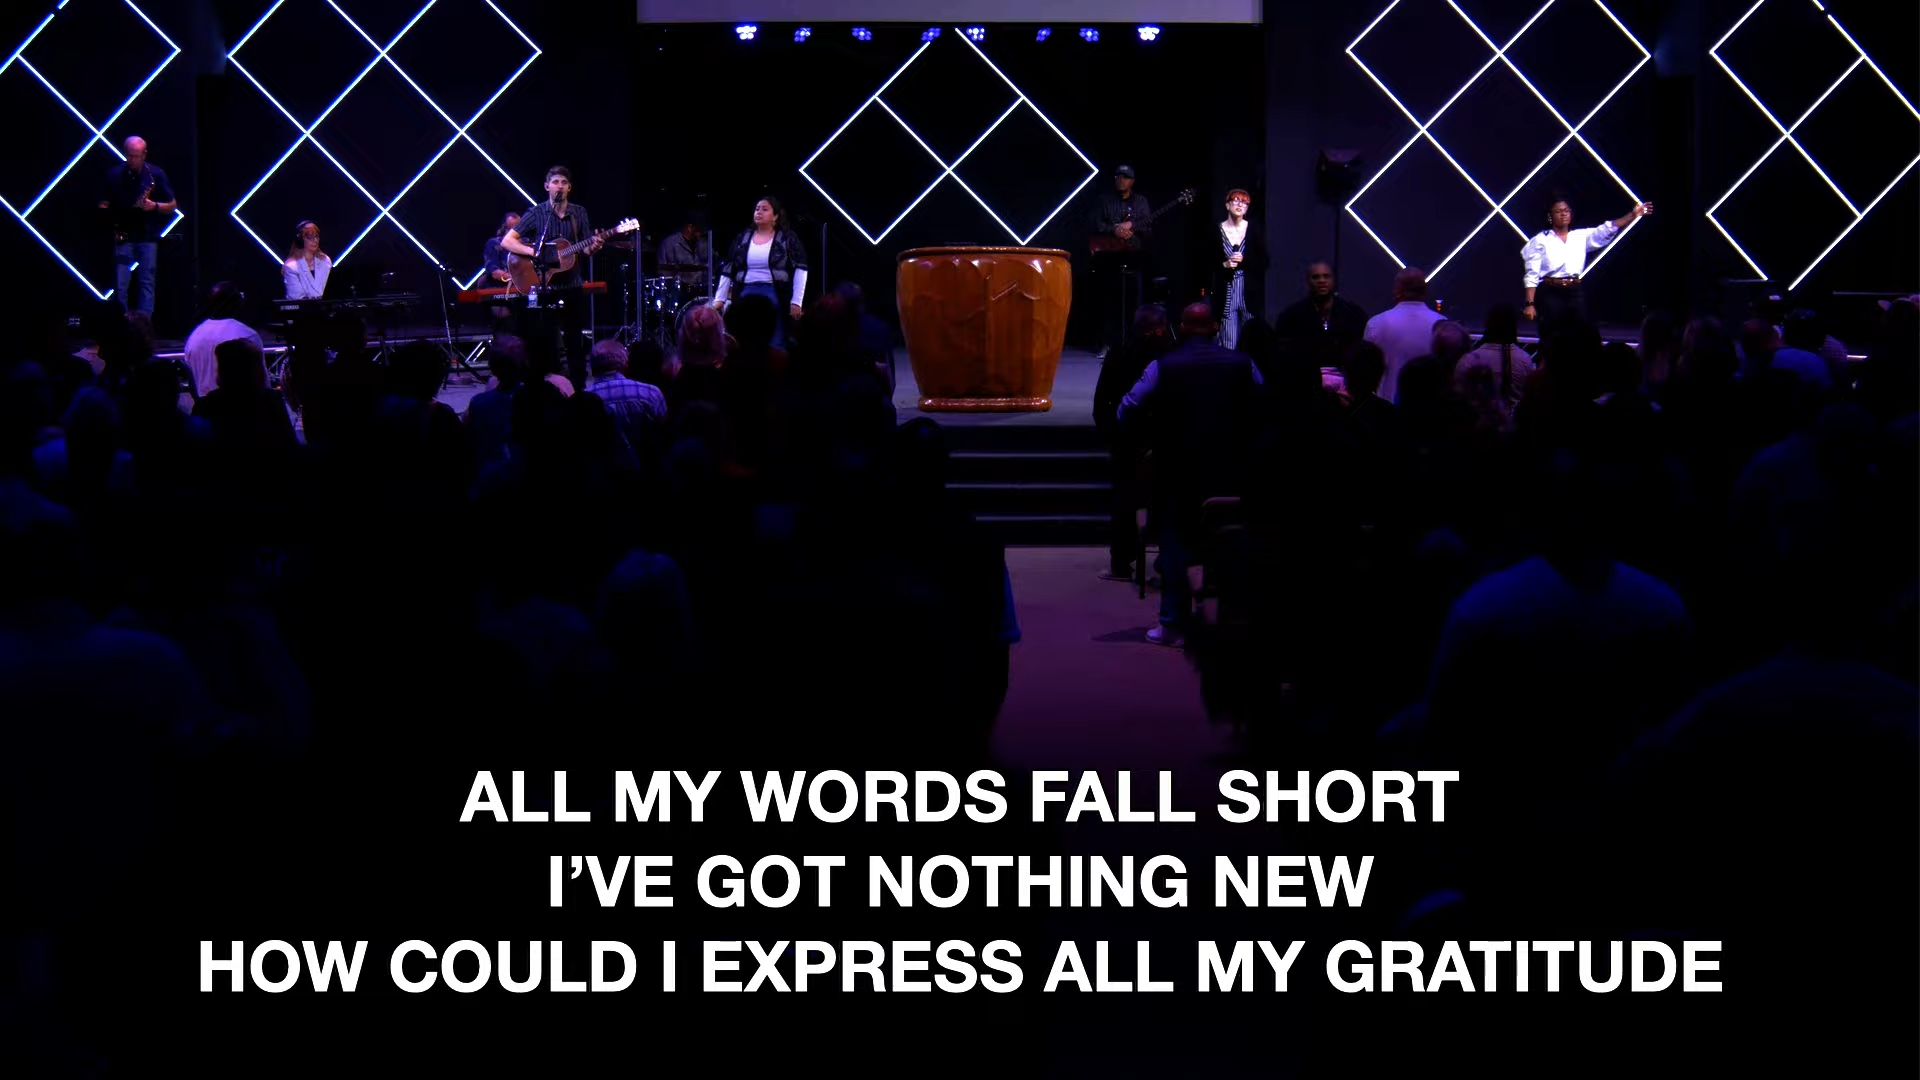 ALL MY WORDS FALL SHORT
I'VE GOT NOTHING NEW
HOW COULD I EXPRESS ALL MY GRATITUDE